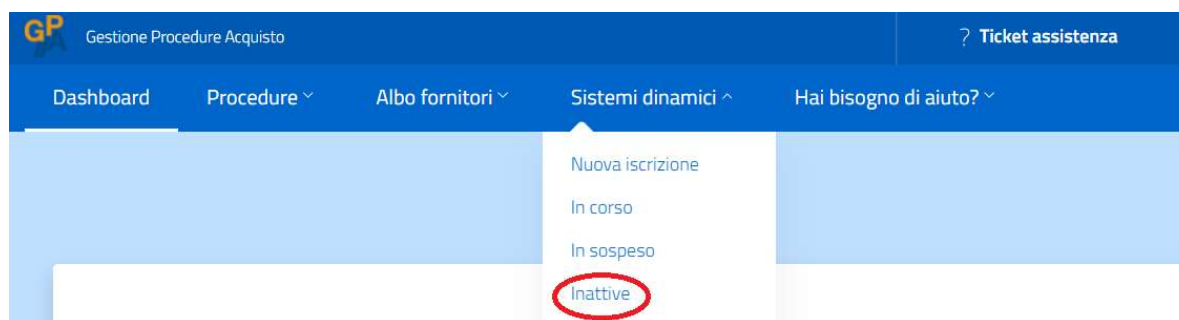 GPA Gestione Procedure Acquisto ? Ticket assistenza
Dashboard Procedure Albo fornitori Sistemi dinamici Hai bisogno di aiuto?
Nuova iscrizione
In corso
In sospeso
Inattive